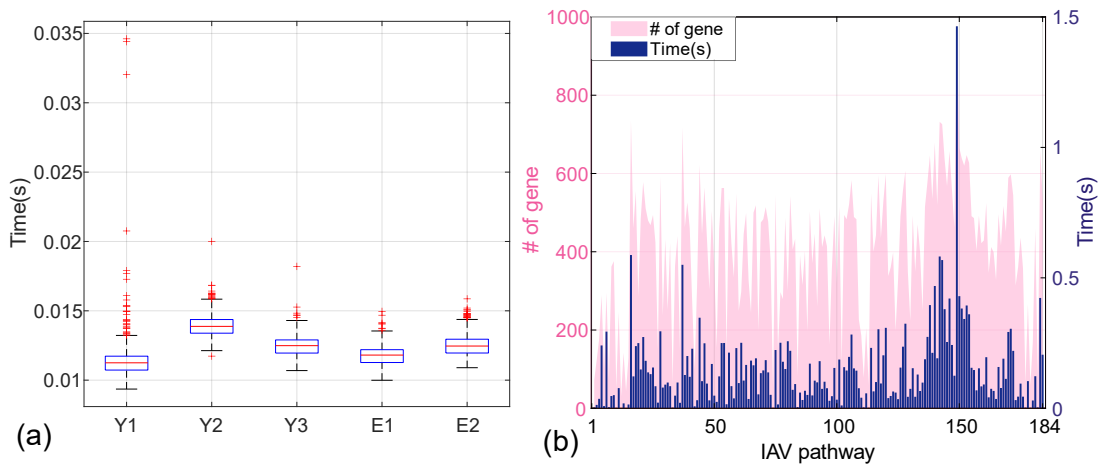 0.035
0.03
0.025
0.02
0.015
0.01
Time(s)
Y1 Y2 Y3 E1 E2
(a)
1000
800
600
400
200
0
# of gene
# of gene
Time(s)
1.5
1
0.5
0
Time(s)
1 50 100 150 184
IAV pathway
(b)